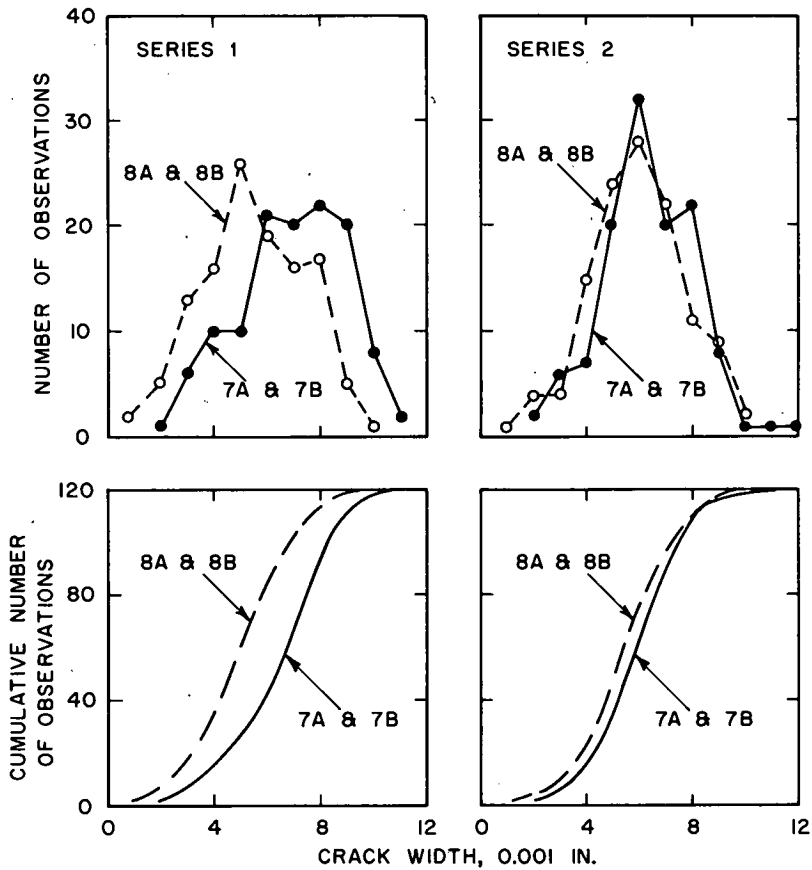 40
30
20
10
0
NUMBER OF OBSERVATIONS
SERIES 1
8A & 8B
7A & 7B
SERIES 2
8A & 8B
7A & 7B
120
80
40
0
CUMULATIVE NUMBER
OF OBSERVATIONS
8A & 8B
7A & 7B
8A & 8B
7A & 7B
0 4 8 12
0 4 8 12
CRACK WIDTH, 0.001 IN.